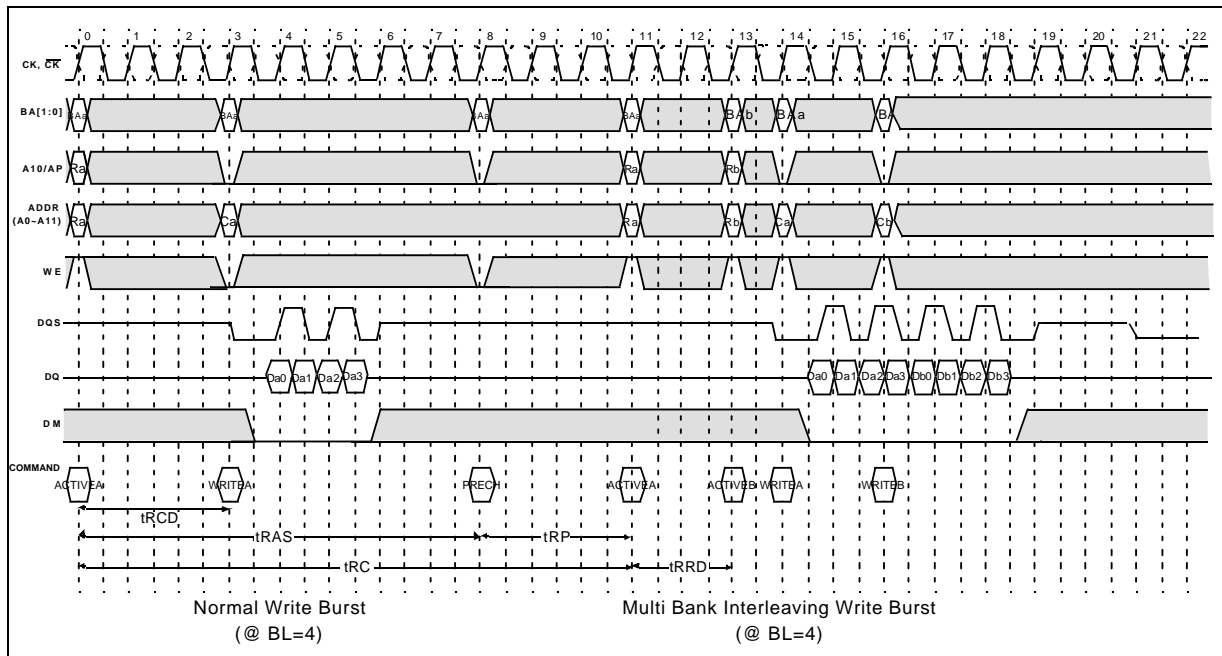 0 1 2 3 4 5 6 7 8 9 10 11 12 13 14 15 16 17 18 19 20 21 22
CK, CK
BA[1:0] BAa BAa BAa BAa BAb BAa BA
A10/AP Ra Ra Rb
ADDR
(A0~A11) Ra Ca Ra Rb Ca Cb
WE
DQS
DQ Da0 Da1 Da2 Da3 Da0 Da1 Da2 Da3 Db0 Db1 Db2 Db3
DM
COMMAND
ACTIVEA WRITEA PRECH ACTIVEA ACTIVEB WRITEA WRITEB
tRCD
tRAS tRP
tRC tRRD
Normal Write Burst Multi Bank Interleaving Write Burst
(@ BL=4) (@ BL=4)